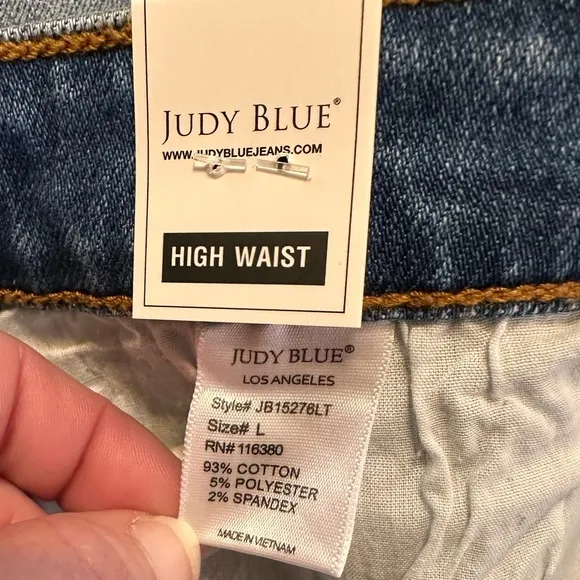 JUDY BLUE®
WWW.JUDYBLUEJEANS.COM
HIGH WAIST
JUDY BLUE®
LOS ANGELES
Style# JB15276LT
Size# L
RN# 116380
93% COTTON
5% POLYESTER
2% SPANDEX
MADE IN VIETNAM